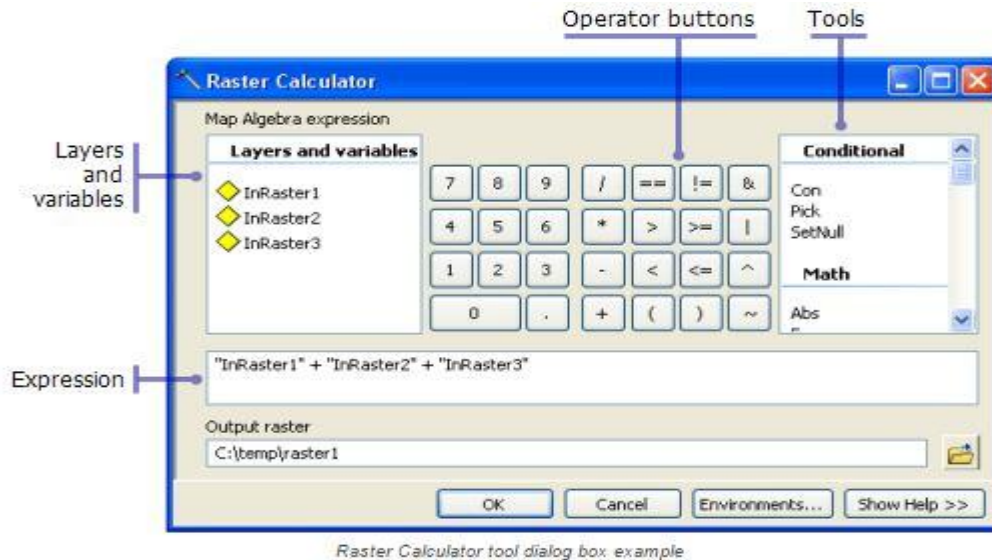 Operator buttons
Tools
Raster Calculator
Map Algebra expression
Layers and variables
Layers and variables
InRaster1
InRaster2
InRaster3
7 8 9 / == != &
4 5 6 * > >= |
1 2 3 - < <= ^
0 . + ( ) ~
Conditional
Con
Pick
SetNull
Math
Abs
Expression
"InRaster1" + "InRaster2" + "InRaster3"
Output raster
C:\temp\raster1
OK Cancel Environments... Show Help >>
Raster Calculator tool dialog box example